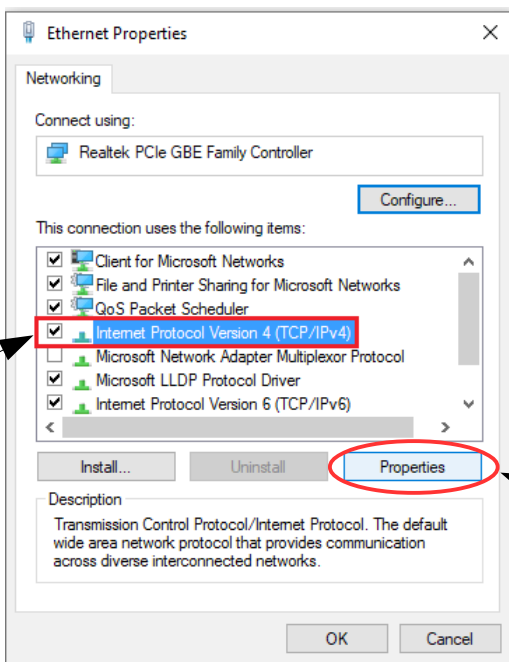 Ethernet Properties
Networking
Connect using:
Realtek PCIe GBE Family Controller
Configure...
This connection uses the following items:
Client for Microsoft Networks
File and Printer Sharing for Microsoft Networks
QoS Packet Scheduler
Internet Protocol Version 4 (TCP/IPv4)
Microsoft Network Adapter Multiplexor Protocol
Microsoft LLDP Protocol Driver
Internet Protocol Version 6 (TCP/IPv6)
Install...
Uninstall
Properties
Description
Transmission Control Protocol/Internet Protocol. The default
wide area network protocol that provides communication
across diverse interconnected networks.
OK
Cancel